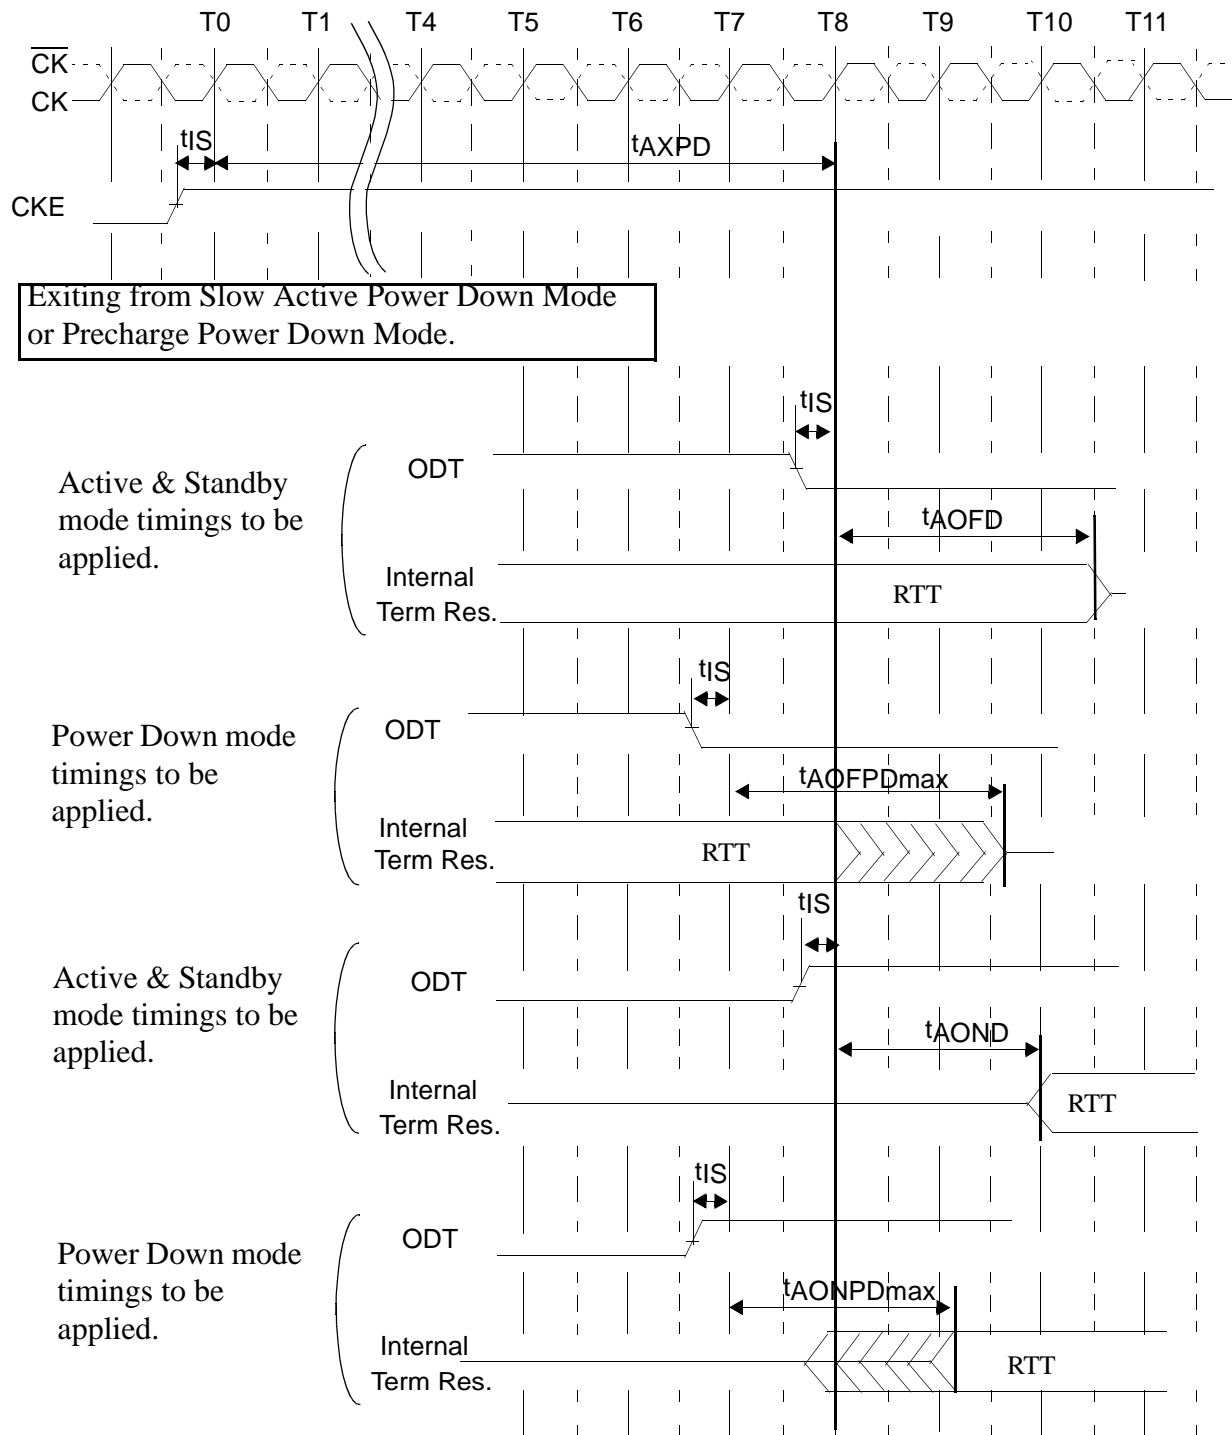 T0 T1 T4 T5 T6 T7 T8 T9 T10 T11
CK
CK
tIS
tAXPD
CKE
Exiting from Slow Active Power Down Mode
or Precharge Power Down Mode.
tIS
ODT
Active & Standby
mode timings to be
applied.
tAOFD
Internal
Term Res.
RTT
tIS
ODT
Power Down mode
timings to be
applied.
tAOFPDmax
Internal
Term Res.
RTT
tIS
ODT
Active & Standby
mode timings to be
applied.
tAOND
Internal
Term Res.
RTT
tIS
ODT
Power Down mode
timings to be
applied.
tAONPDmax
Internal
Term Res.
RTT